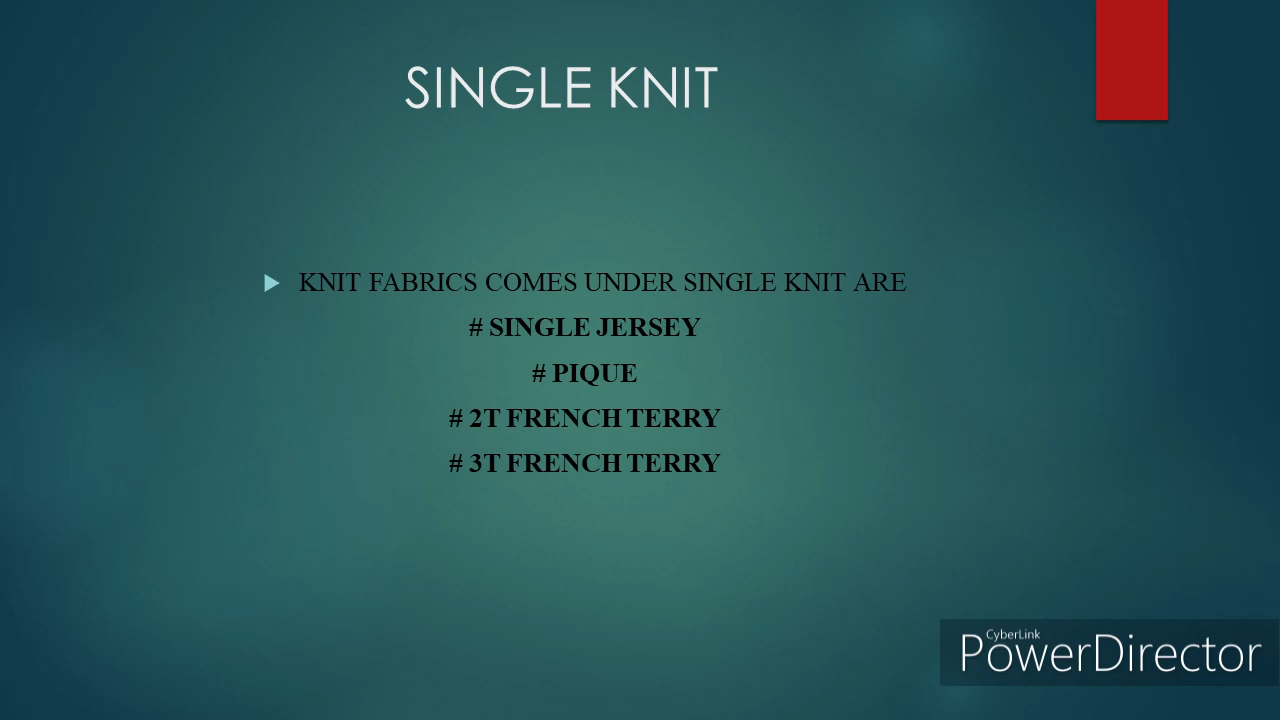 SINGLE KNIT
KNIT FABRICS COMES UNDER SINGLE KNIT ARE
# SINGLE JERSEY
# PIQUE
# 2T FRENCH TERRY
# 3T FRENCH TERRY
CyberLink
PowerDirector